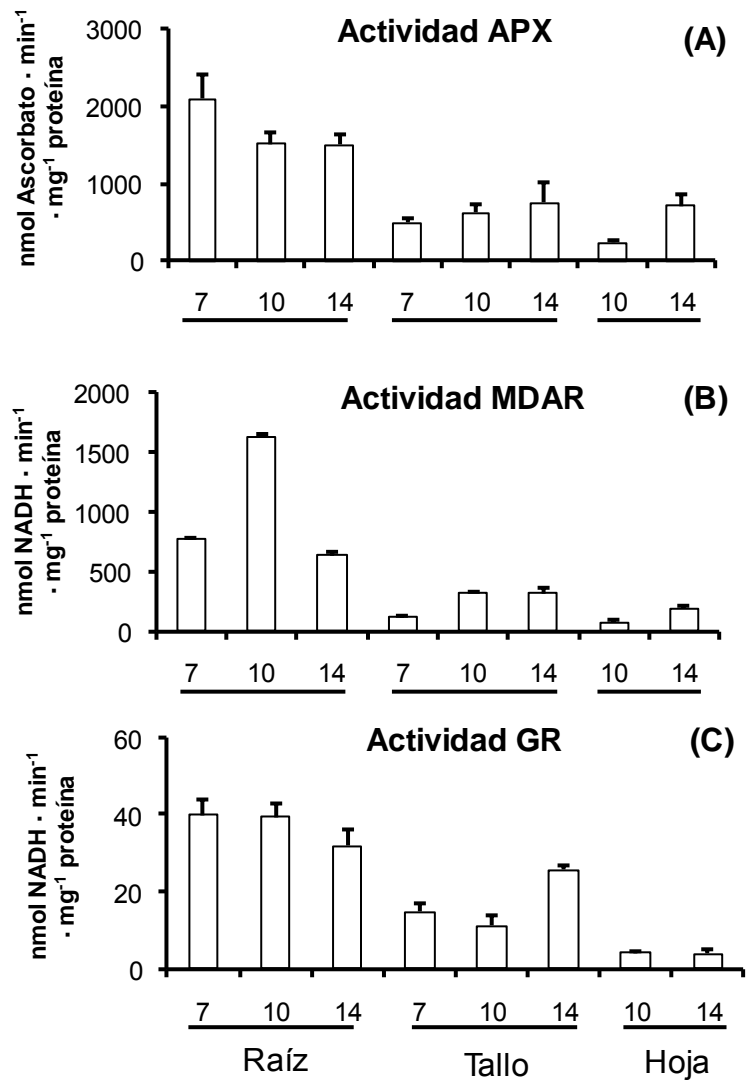 Actividad APX
(A)
nmol Ascorbato · min⁻¹
· mg⁻¹ proteína
3000
2000
1000
0
7 10 14 7 10 14 10 14
Actividad MDAR
(B)
nmol NADH · min⁻¹
· mg⁻¹ proteína
2000
1500
1000
500
0
7 10 14 7 10 14 10 14
Actividad GR
(C)
nmol NADH · min⁻¹
· mg⁻¹ proteína
60
40
20
0
7 10 14 7 10 14 10 14
Raíz Tallo Hoja